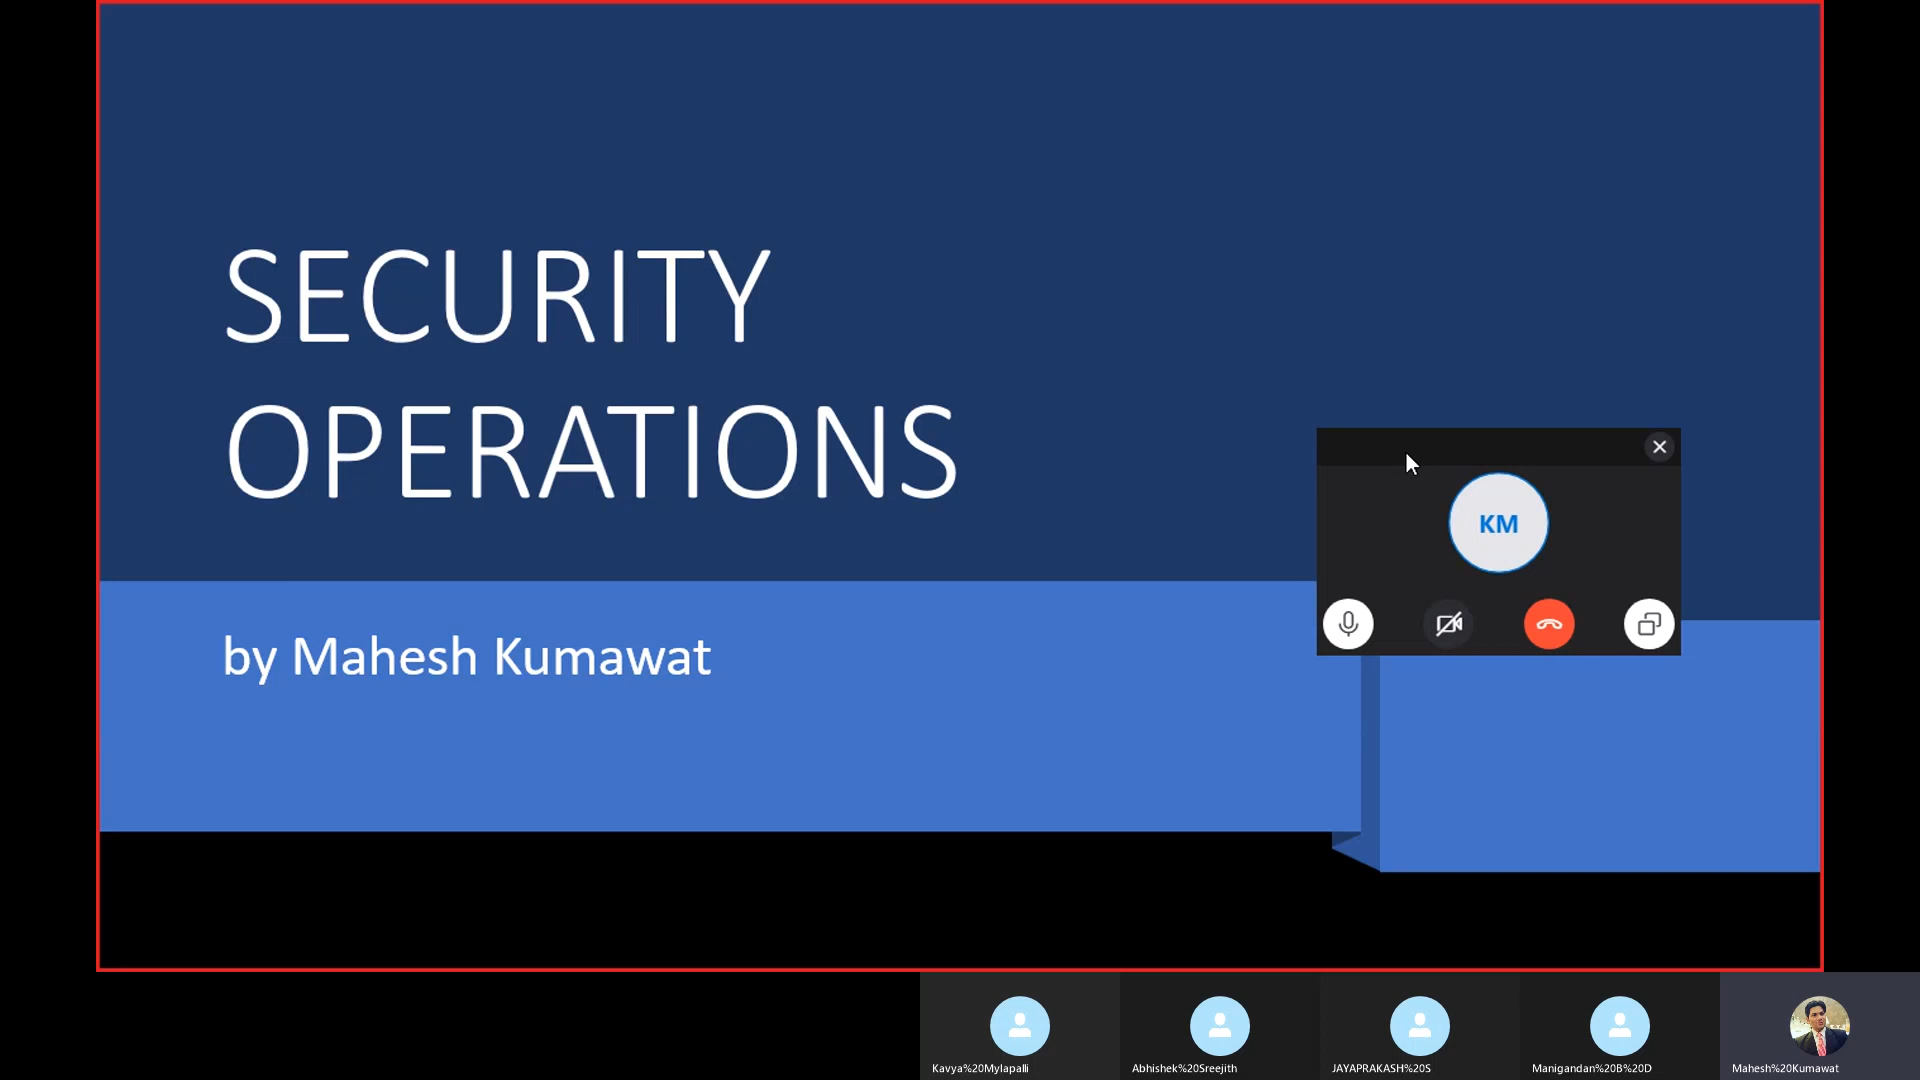 SECURITY
OPERATIONS
by Mahesh Kumawat
KM
Kavya%20Mylapalli
Abhishek%20Sreejith
JAYAPRAKASH%20S
Manigandan%20B%20D
Mahesh%20Kumawat